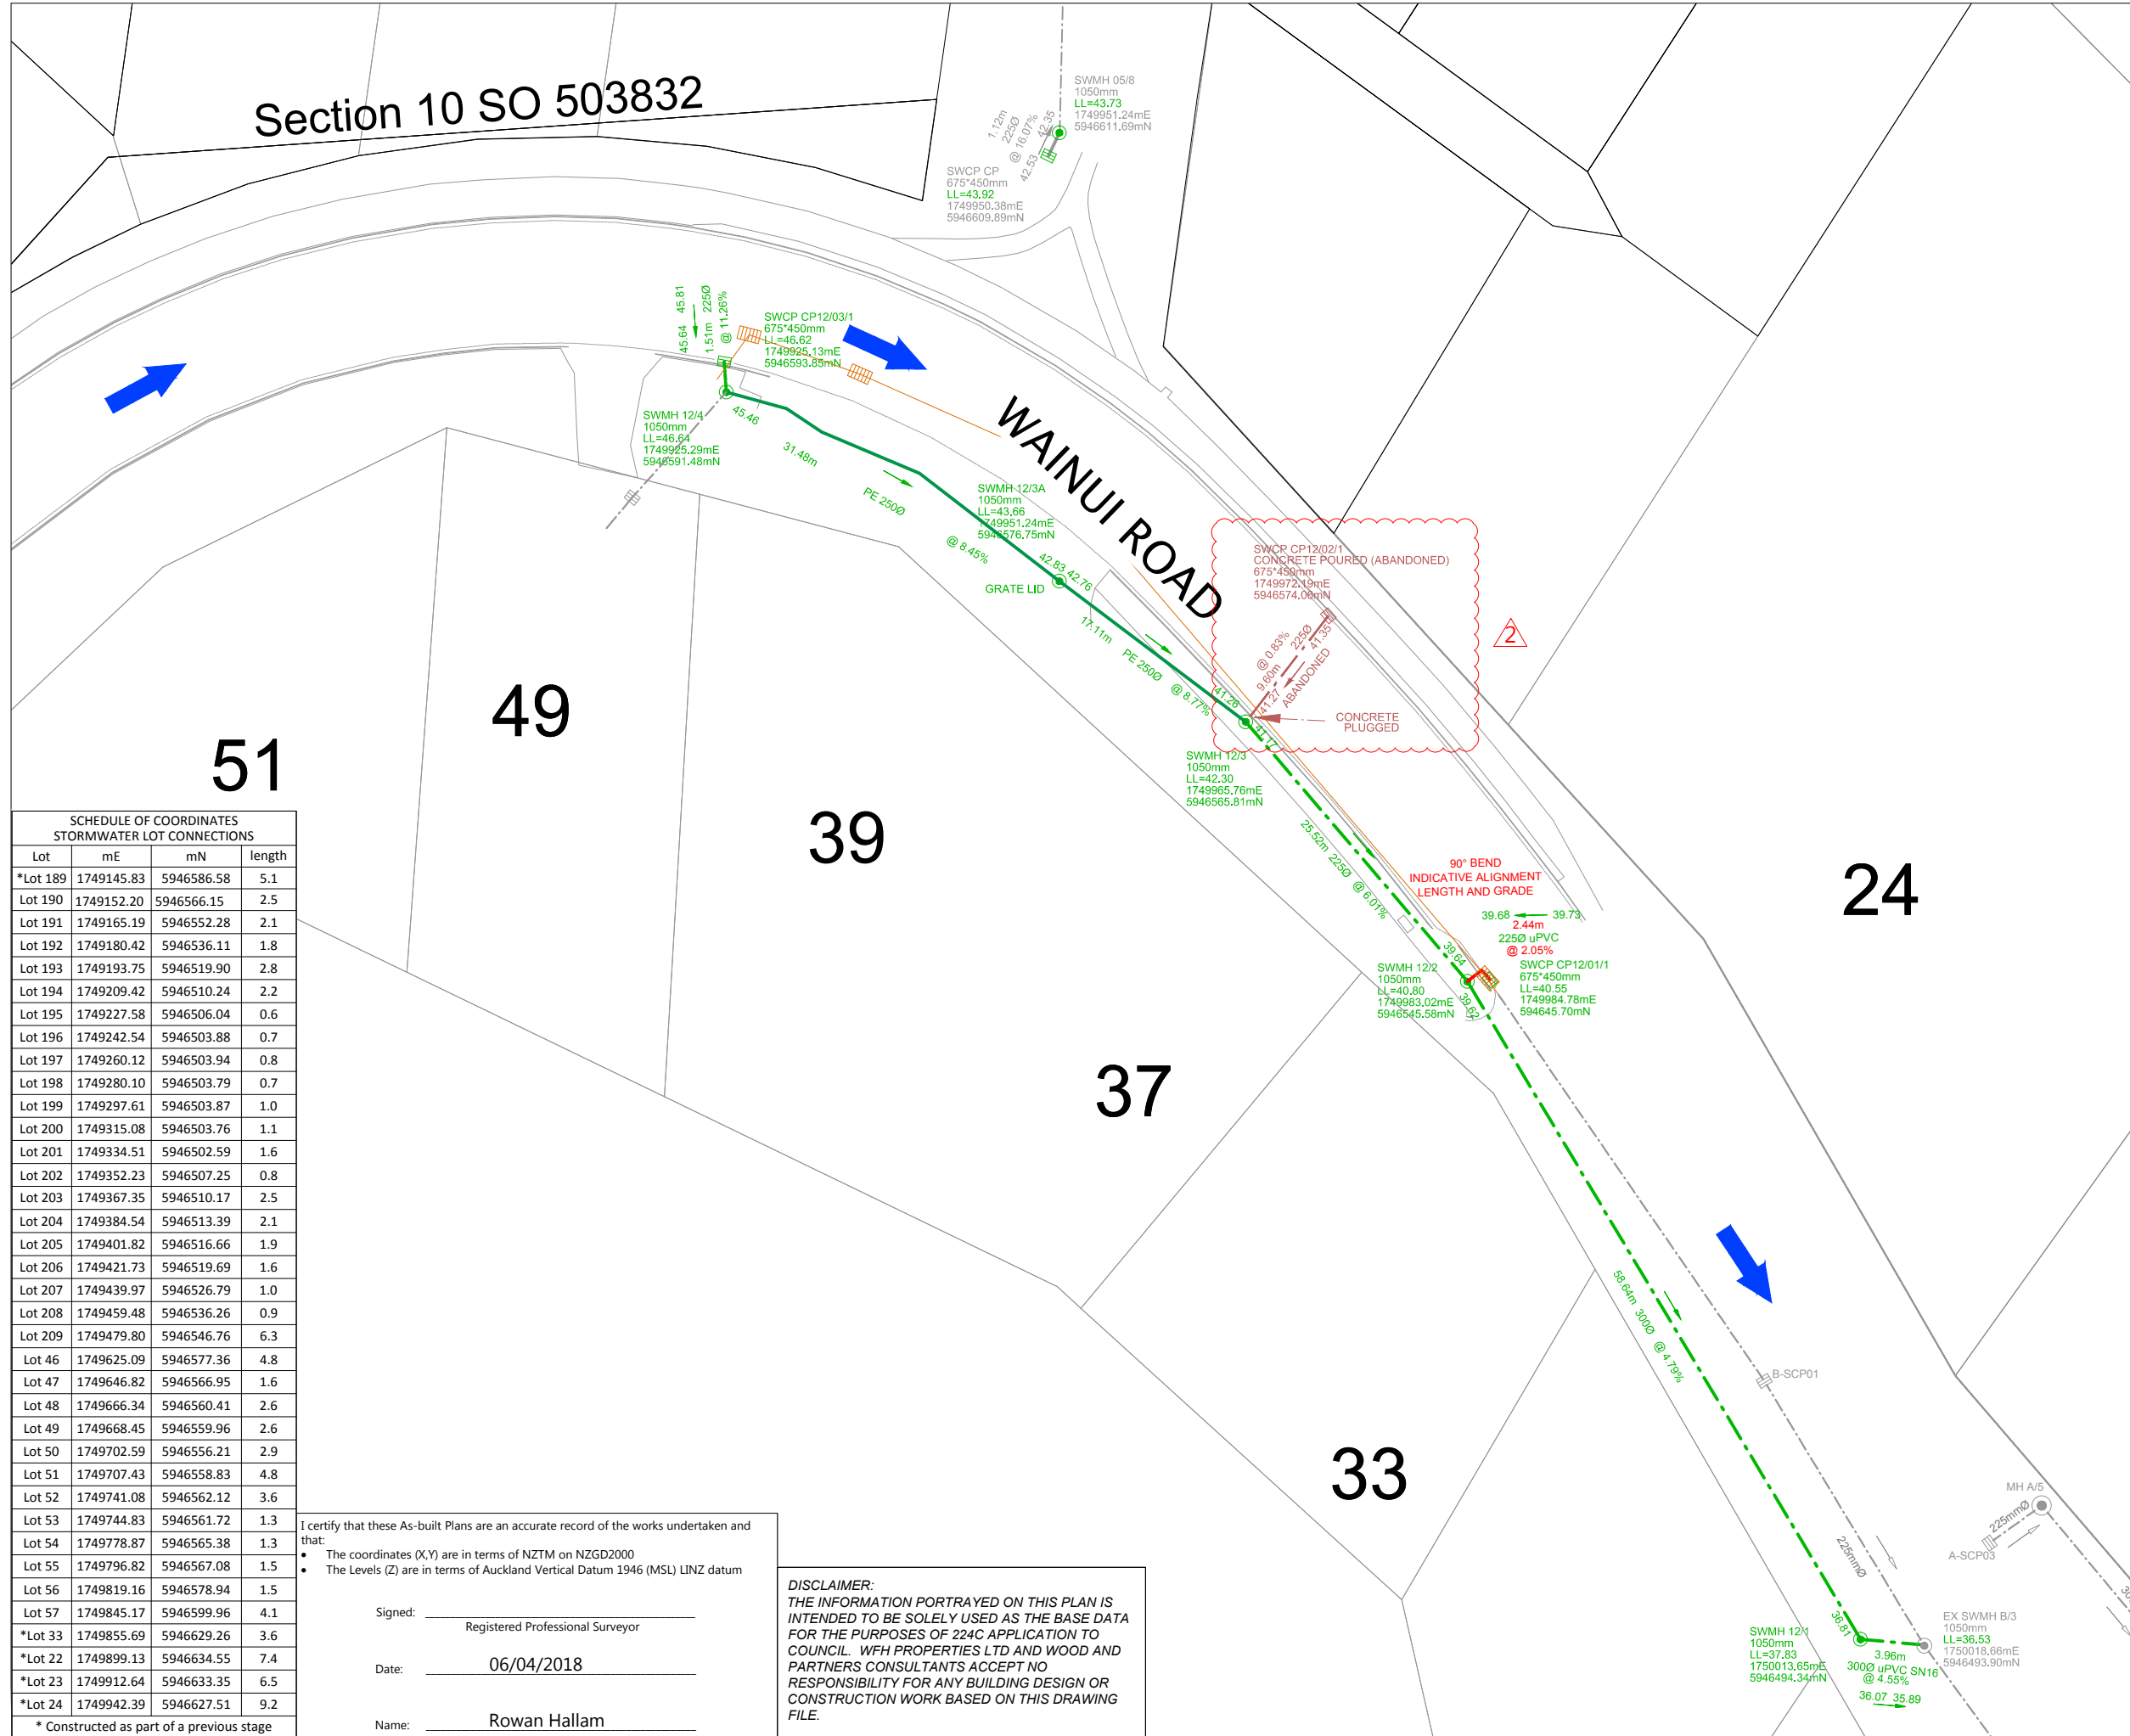 Section 10 SO 503832
SWMH 05/8
1050mm
LL=43.73
1749951.24mE
5946611.69mN
1.12m
225Ø
@ 16.07%
42.35
42.53
SWCP CP
675*450mm
LL=43.92
1749950.38mE
5946609.89mN
45.64 45.81
1.51m 225Ø
@ 11.26%
SWCP CP12/03/1
675*450mm
LL=46.62
1749925.13mE
5946593.85mN
SWMH 12/4
1050mm
LL=46.64
1749925.29mE
5946591.48mN
45.46
31.48m
PE 250Ø
@ 8.45%
SWMH 12/3A
1050mm
LL=43.66
1749951.24mE
5946576.75mN
42.83 42.76
GRATE LID
WAINUI ROAD
17.11m
PE 250Ø
@ 8.77%
41.26
41.17
SWCP CP12/02/1
CONCRETE POURED (ABANDONED)
675*450mm
1749972.19mE
5946574.06mN
@ 0.83% 225Ø
9.60m
41.35
41.27
ABANDONED
CONCRETE
PLUGGED
2
SWMH 12/3
1050mm
LL=42.30
1749965.76mE
5946565.81mN
25.52m 225Ø @ 6.01%
90° BEND
INDICATIVE ALIGNMENT
LENGTH AND GRADE
39.68 39.73
2.44m
225Ø uPVC
@ 2.05%
SWCP CP12/01/1
675*450mm
LL=40.55
1749984.78mE
594645.70mN
39.64
39.62
SWMH 12/2
1050mm
LL=40.80
1749983.02mE
5946545.58mN
51
49
39
37
33
24
58.64m 300Ø @ 4.79%
B-SCP01
225mmØ
MH A/5
225mmØ
A-SCP03
EX SWMH B/3
1050mm
LL=36.53
1750018.66mE
5946493.90mN
36.81
SWMH 12/1
1050mm
LL=37.83
1750013.65mE
5946494.34mN
3.96m
300Ø uPVC SN16
@ 4.55%
36.07 35.89
SCHEDULE OF COORDINATES
STORMWATER LOT CONNECTIONS
Lot mE mN length
*Lot 189 1749145.83 5946586.58 5.1
Lot 190 1749152.20 5946566.15 2.5
Lot 191 1749165.19 5946552.28 2.1
Lot 192 1749180.42 5946536.11 1.8
Lot 193 1749193.75 5946519.90 2.8
Lot 194 1749209.42 5946510.24 2.2
Lot 195 1749227.58 5946506.04 0.6
Lot 196 1749242.54 5946503.88 0.7
Lot 197 1749260.12 5946503.94 0.8
Lot 198 1749280.10 5946503.79 0.7
Lot 199 1749297.61 5946503.87 1.0
Lot 200 1749315.08 5946503.76 1.1
Lot 201 1749334.51 5946502.59 1.6
Lot 202 1749352.23 5946507.25 0.8
Lot 203 1749367.35 5946510.17 2.5
Lot 204 1749384.54 5946513.39 2.1
Lot 205 1749401.82 5946516.66 1.9
Lot 206 1749421.73 5946519.69 1.6
Lot 207 1749439.97 5946526.79 1.0
Lot 208 1749459.48 5946536.26 0.9
Lot 209 1749479.80 5946546.76 6.3
Lot 46 1749625.09 5946577.36 4.8
Lot 47 1749646.82 5946566.95 1.6
Lot 48 1749666.34 5946560.41 2.6
Lot 49 1749668.45 5946559.96 2.6
Lot 50 1749702.59 5946556.21 2.9
Lot 51 1749707.43 5946558.83 4.8
Lot 52 1749741.08 5946562.12 3.6
Lot 53 1749744.83 5946561.72 1.3
Lot 54 1749778.87 5946565.38 1.3
Lot 55 1749796.82 5946567.08 1.5
Lot 56 1749819.16 5946578.94 1.5
Lot 57 1749845.17 5946599.96 4.1
*Lot 33 1749855.69 5946629.26 3.6
*Lot 22 1749899.13 5946634.55 7.4
*Lot 23 1749912.64 5946633.35 6.5
*Lot 24 1749942.39 5946627.51 9.2
* Constructed as part of a previous stage
I certify that these As-built Plans are an accurate record of the works undertaken and
that:
• The coordinates (X,Y) are in terms of NZTM on NZGD2000
• The Levels (Z) are in terms of Auckland Vertical Datum 1946 (MSL) LINZ datum
Signed:
Registered Professional Surveyor
Date: 06/04/2018
Name: Rowan Hallam
DISCLAIMER:
THE INFORMATION PORTRAYED ON THIS PLAN IS
INTENDED TO BE SOLELY USED AS THE BASE DATA
FOR THE PURPOSES OF 224C APPLICATION TO
COUNCIL. WFH PROPERTIES LTD AND WOOD AND
PARTNERS CONSULTANTS ACCEPT NO
RESPONSIBILITY FOR ANY BUILDING DESIGN OR
CONSTRUCTION WORK BASED ON THIS DRAWING
FILE.